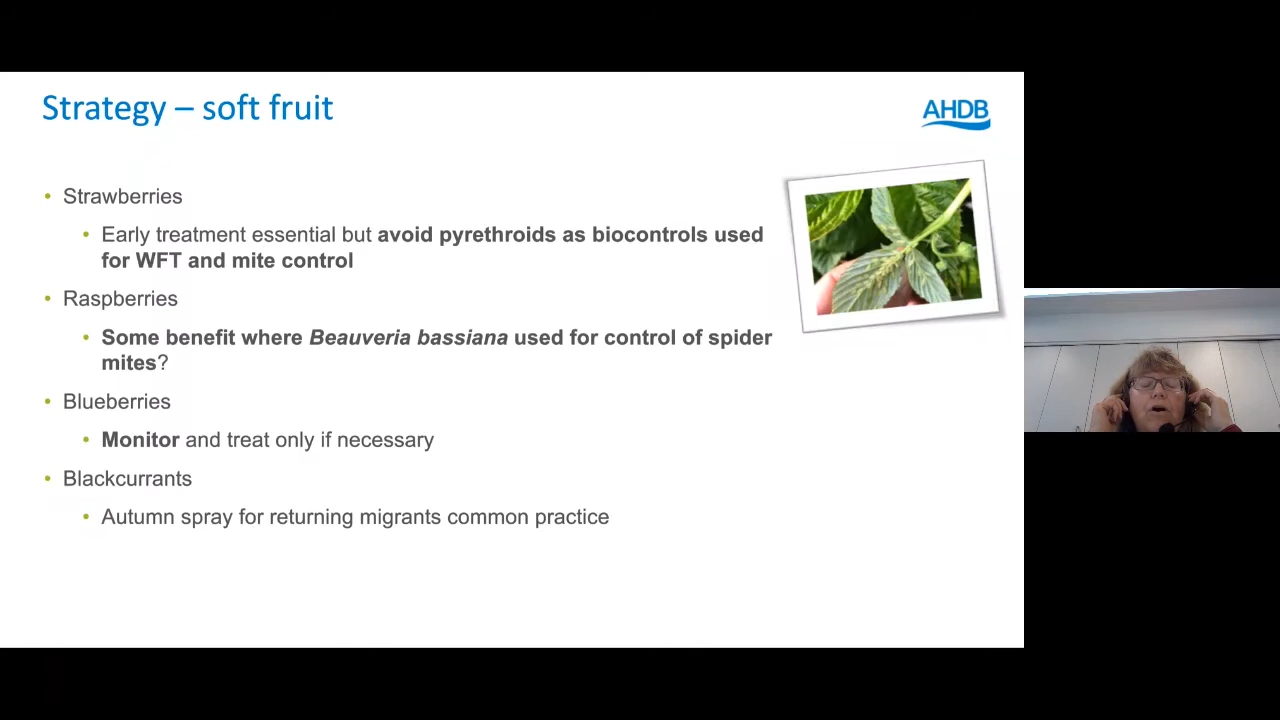 Strategy – soft fruit
AHDB
• Strawberries
• Early treatment essential but avoid pyrethroids as biocontrols used
for WFT and mite control
• Raspberries
• Some benefit where Beauveria bassiana used for control of spider
mites?
• Blueberries
• Monitor and treat only if necessary
• Blackcurrants
• Autumn spray for returning migrants common practice